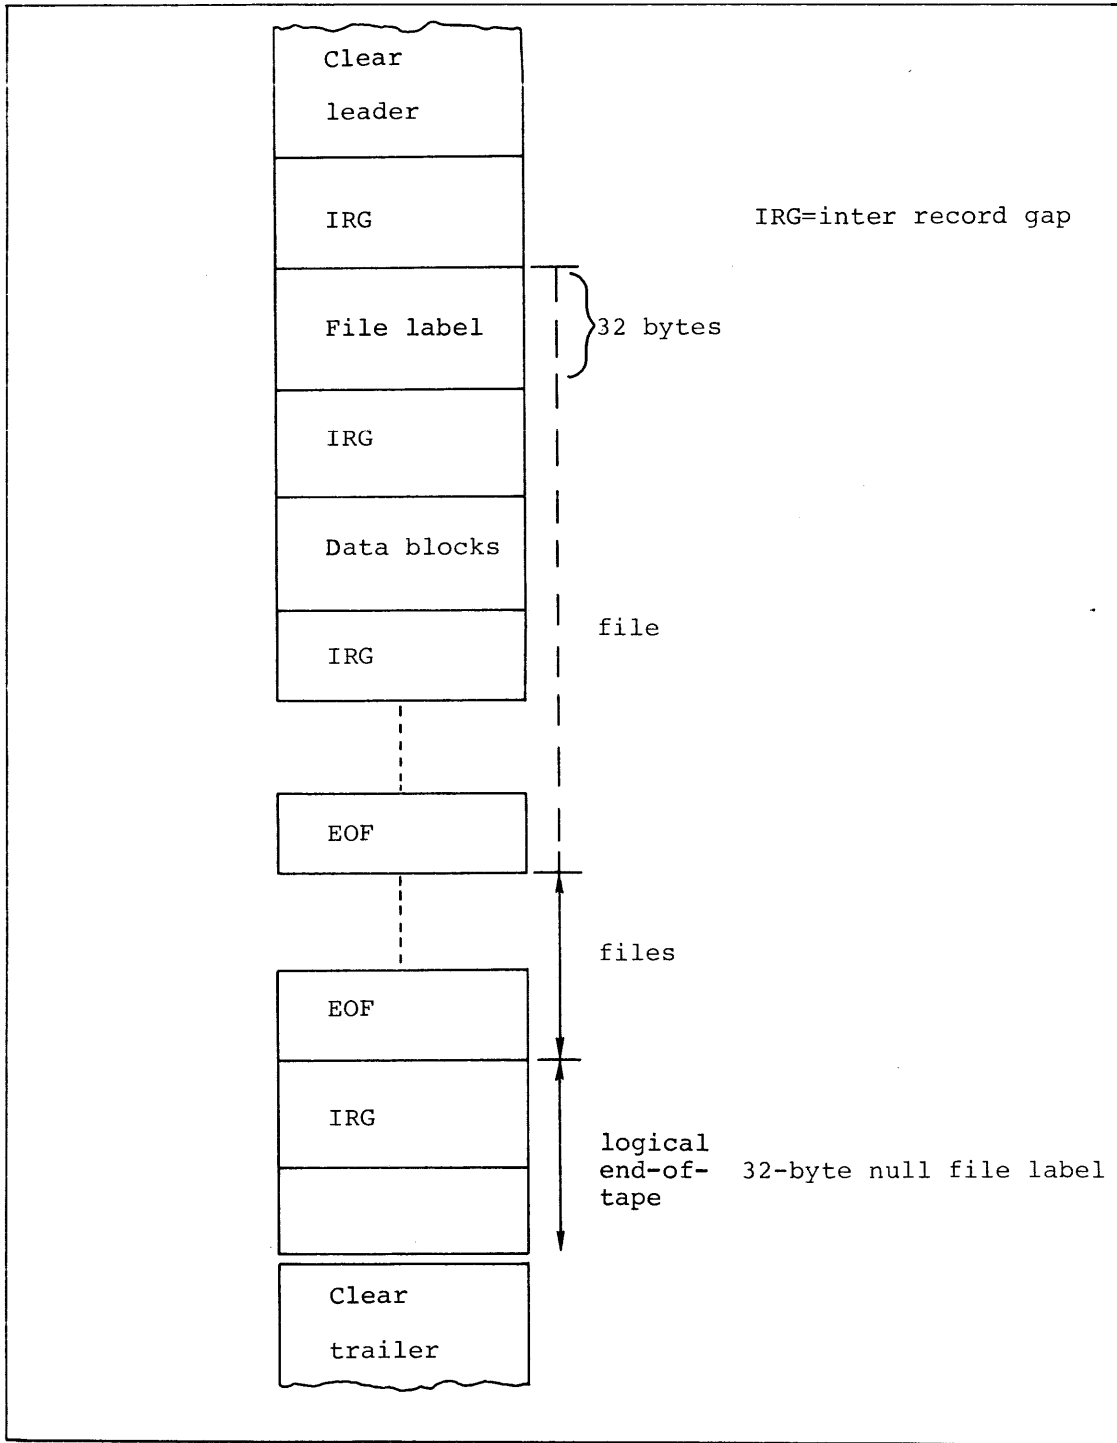 Clear
leader
IRG
IRG=inter record gap
File label
32 bytes
IRG
Data blocks
file
IRG
EOF
files
EOF
IRG
logical
end-of-
tape
32-byte null file label
Clear
trailer